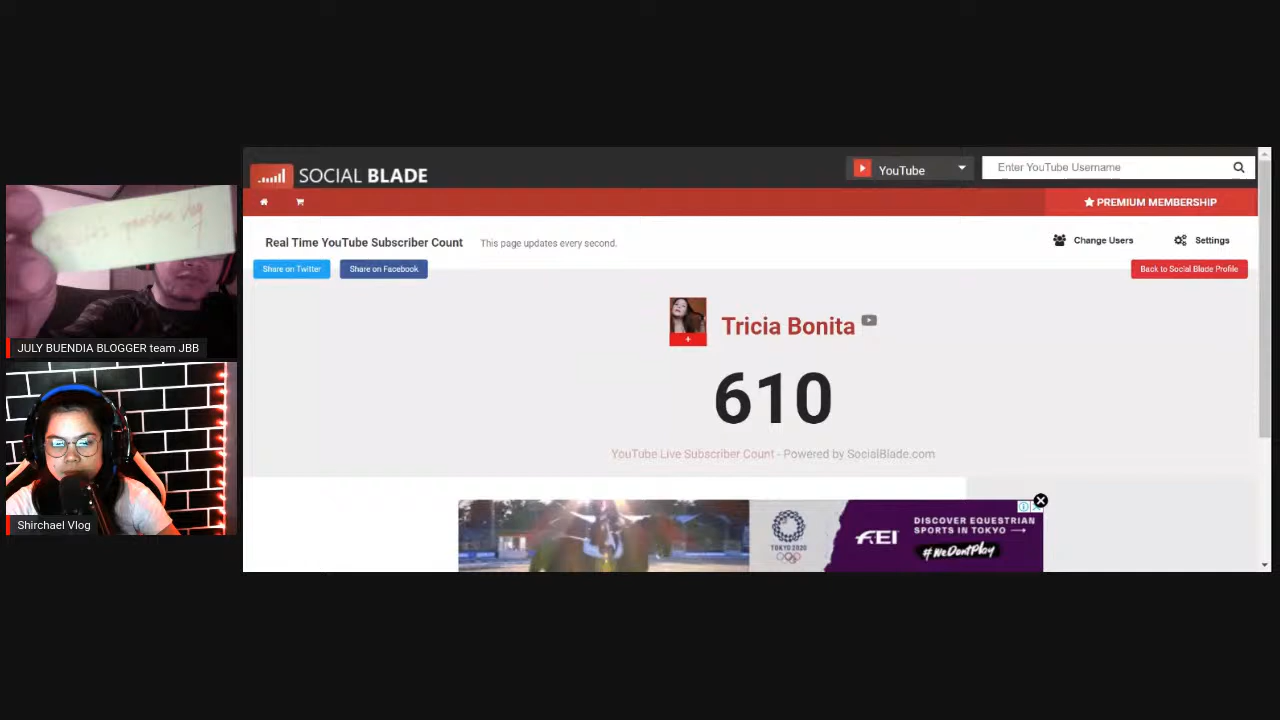 SOCIAL BLADE
YouTube
Enter YouTube Username
PREMIUM MEMBERSHIP
Real Time YouTube Subscriber Count
This page updates every second.
Change Users
Settings
Share on Twitter
Share on Facebook
Back to Social Blade Profile
Tricia Bonita
+
610
YouTube Live Subscriber Count - Powered by SocialBlade.com
TOKYO 2020
FEI
DISCOVER EQUESTRIAN
SPORTS IN TOKYO
#WeDontPlay
JULY BUENDIA BLOGGER team JBB
Shirchael Vlog